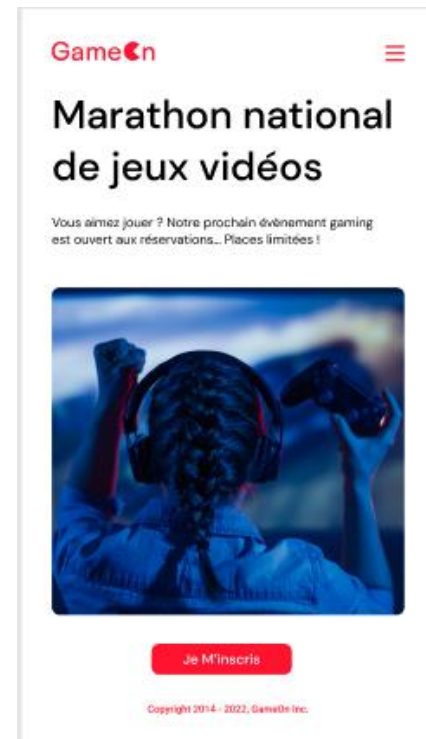 GameOn
Marathon national
de jeux vidéos
Vous aimez jouer ? Notre prochain évènement gaming
est ouvert aux réservations... Places limitées !
Je M'inscris
Copyright 2014 - 2022, GameOn Inc.